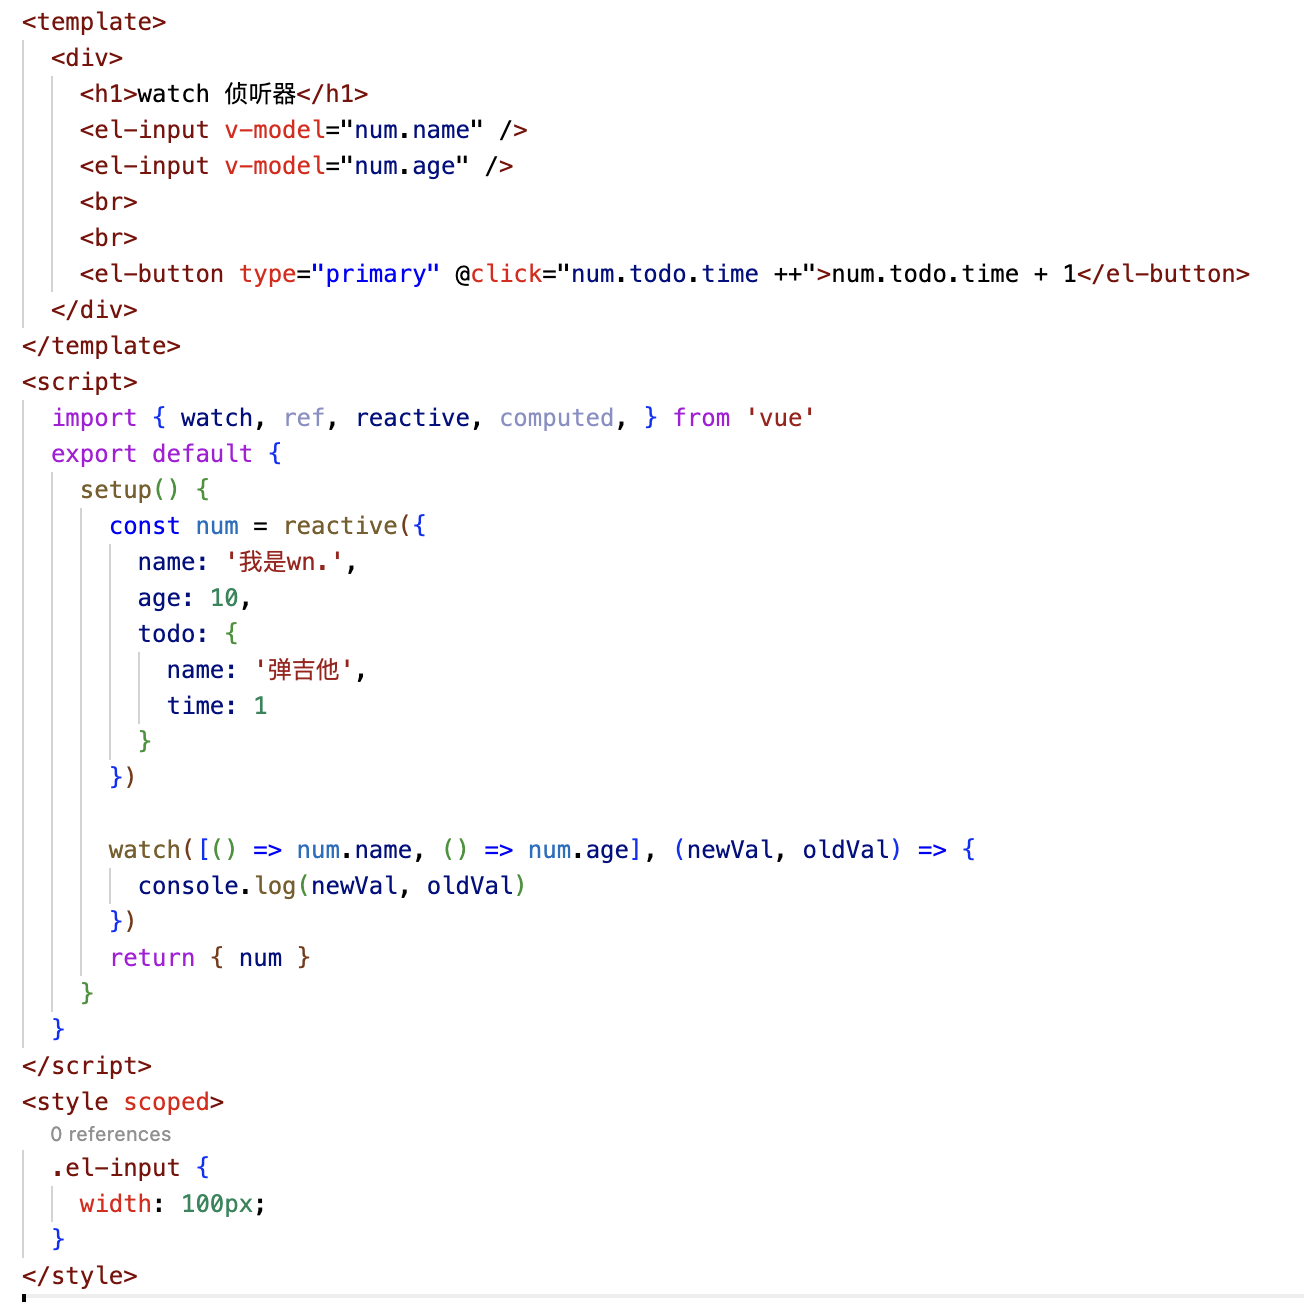 <template>
  <div>
    <h1>watch 侦听器</h1>
    <el-input v-model="num.name" />
    <el-input v-model="num.age" />
    <br>
    <br>
    <el-button type="primary" @click="num.todo.time ++">num.todo.time + 1</el-button>
  </div>
</template>
<script>
  import { watch, ref, reactive, computed, } from 'vue'
  export default {
    setup() {
      const num = reactive({
        name: '我是wn.',
        age: 10,
        todo: {
          name: '弹吉他',
          time: 1
        }
      })

      watch([() => num.name, () => num.age], (newVal, oldVal) => {
        console.log(newVal, oldVal)
      })
      return { num }
    }
  }
</script>
<style scoped>
  0 references
  .el-input {
    width: 100px;
  }
</style>